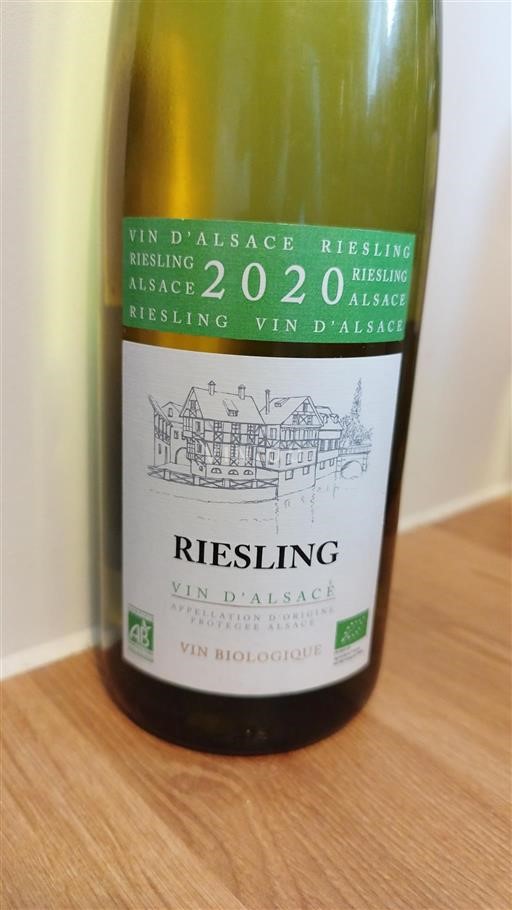 VIN D'ALSACE RIESLING
RIESLING 2020 RIESLING
ALSACE ALSACE
RIESLING VIN D'ALSACE
RIESLING
VIN D'ALSACE
APPELLATION D'ORIGINE
PROTEGÉE ALSACE
VIN BIOLOGIQUE
AB